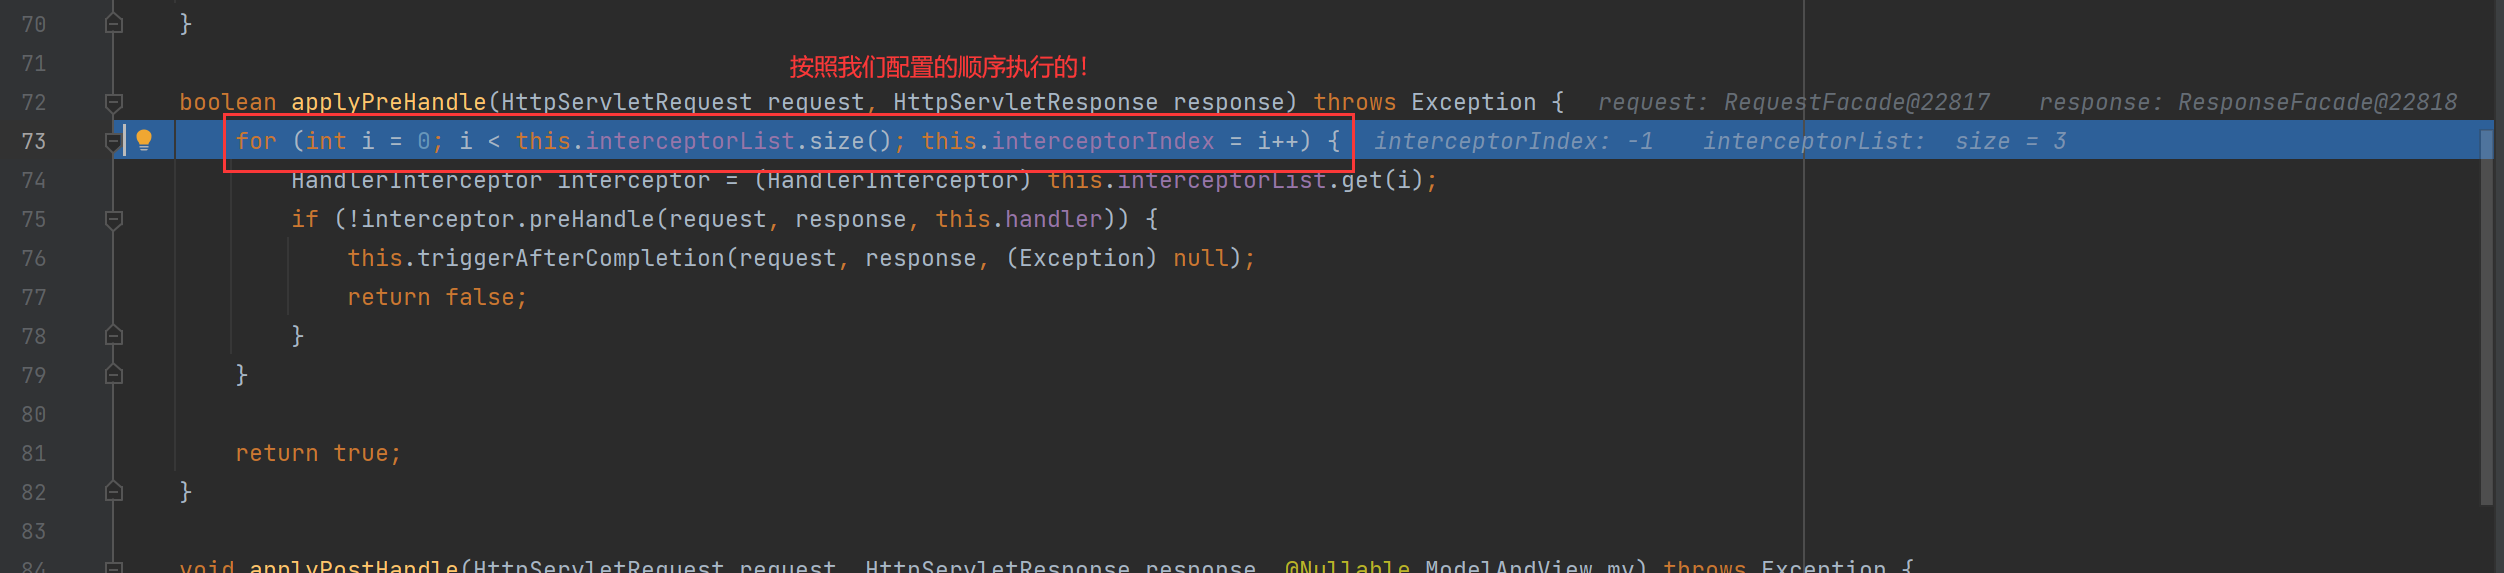 70 }
71
按照我们配置的顺序执行的!
72 boolean applyPreHandle(HttpServletRequest request, HttpServletResponse response) throws Exception { request: RequestFacade@22817 response: ResponseFacade@22818
73 for (int i = 0; i < this.interceptorList.size(); this.interceptorIndex = i++) { interceptorIndex: -1 interceptorList: size = 3
74 HandlerInterceptor interceptor = (HandlerInterceptor) this.interceptorList.get(i);
75 if (!interceptor.preHandle(request, response, this.handler)) {
76 this.triggerAfterCompletion(request, response, (Exception) null);
77 return false;
78 }
79 }
80
81 return true;
82 }
83
84 void applyPostHandle(HttpServletRequest request, HttpServletResponse response, @Nullable ModelAndView mv) throws Exception {